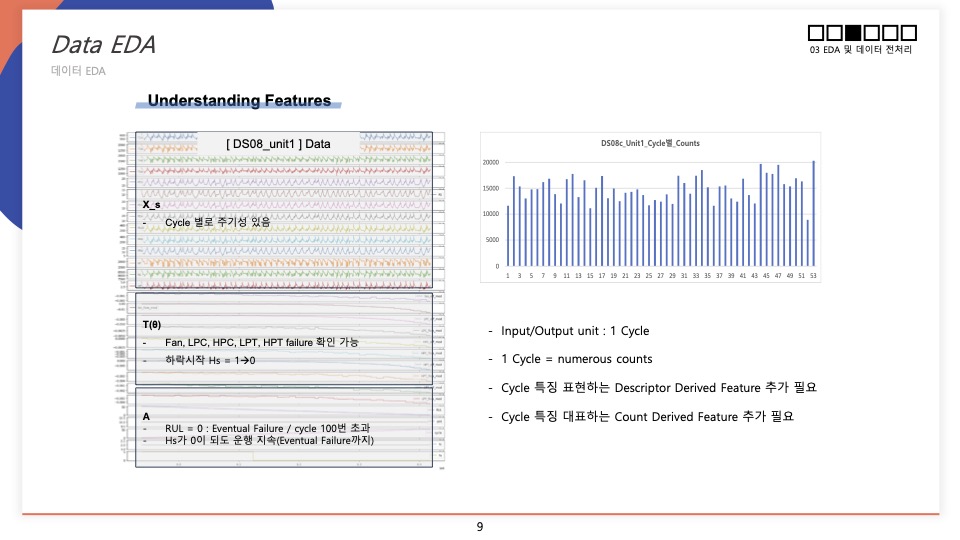 Data EDA
데이터 EDA
03 EDA 및 데이터 전처리
Understanding Features
[ DS08_unit1 ] Data
X_s
- Cycle 별로 주기성 있음
T(θ)
- Fan, LPC, HPC, LPT, HPT failure 확인 가능
- 하락시작 Hs = 1→0
A
- RUL = 0 : Eventual Failure / cycle 100번 초과
- Hs가 0이 되도 운행 지속(Eventual Failure까지)
DS08c_Unit1_Cycle별_Counts
20000
15000
10000
5000
0
1 3 5 7 9 11 13 15 17 19 21 23 25 27 29 31 33 35 37 39 41 43 45 47 49 51 53
- Input/Output unit : 1 Cycle
- 1 Cycle = numerous counts
- Cycle 특징 표현하는 Descriptor Derived Feature 추가 필요
- Cycle 특징 대표하는 Count Derived Feature 추가 필요
9